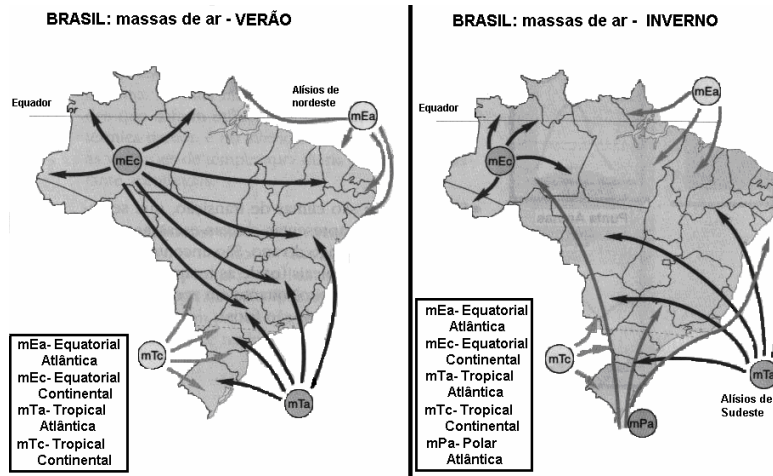 BRASIL: massas de ar - VERÃO
Equador
Alísios de
nordeste
mEa
mEc
mTc
mTa
mEa- Equatorial
Atlântica
mEc- Equatorial
Continental
mTa- Tropical
Atlântica
mTc- Tropical
Continental
BRASIL: massas de ar - INVERNO
Equador
mEa
mEc
mTc
mTa
mPa
Alísios de
Sudeste
mEa- Equatorial
Atlântica
mEc- Equatorial
Continental
mTa- Tropical
Atlântica
mTc- Tropical
Continental
mPa- Polar
Atlântica